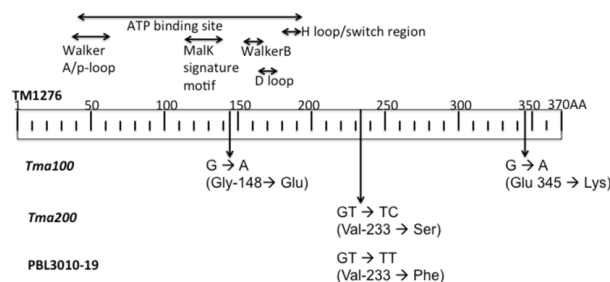 ATP binding site
H loop/switch region
Walker A/p-loop
MalK signature motif
WalkerB
D loop
TM1276
1 50 100 150 200 250 300 350 370AA
Tma100
G → A
(Gly-148→ Glu)
G → A
(Glu 345 → Lys)
Tma200
GT → TC
(Val-233 → Ser)
PBL3010-19
GT → TT
(Val-233 → Phe)